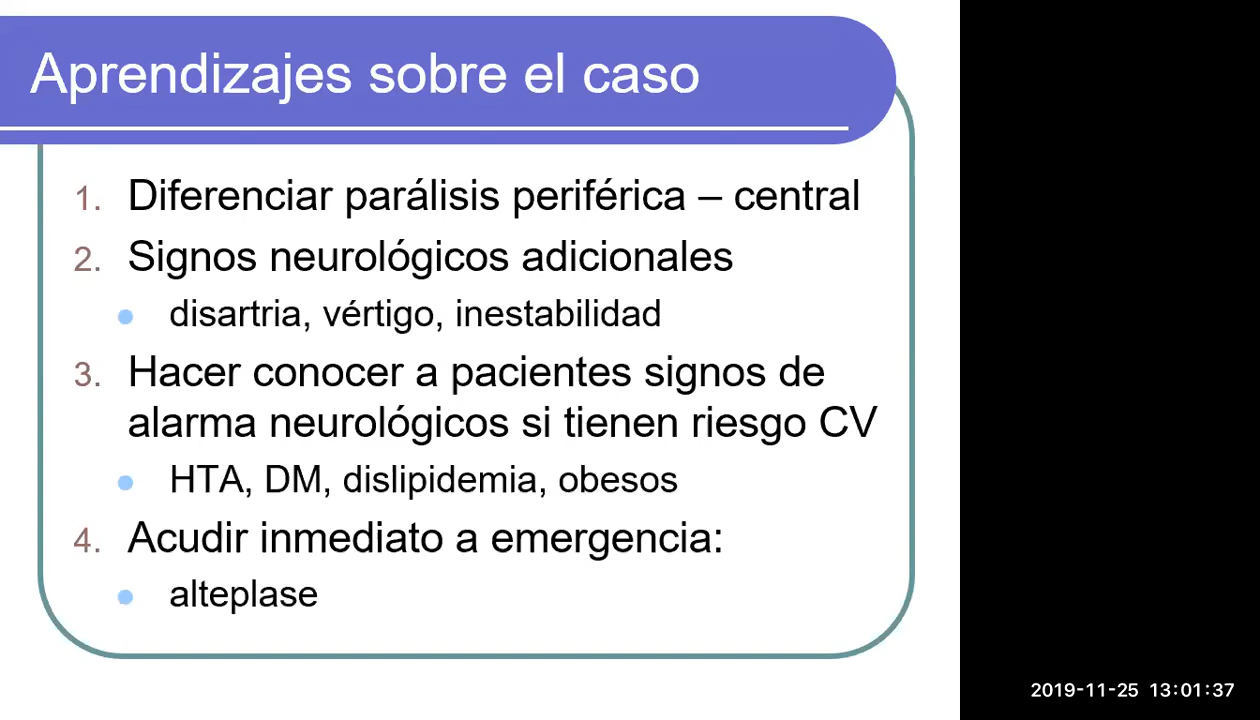 Aprendizajes sobre el caso
1. Diferenciar parálisis periférica – central
2. Signos neurológicos adicionales
disartria, vértigo, inestabilidad
3. Hacer conocer a pacientes signos de
alarma neurológicos si tienen riesgo CV
HTA, DM, dislipidemia, obesos
4. Acudir inmediato a emergencia:
alteplase
2019-11-25 13:01:37